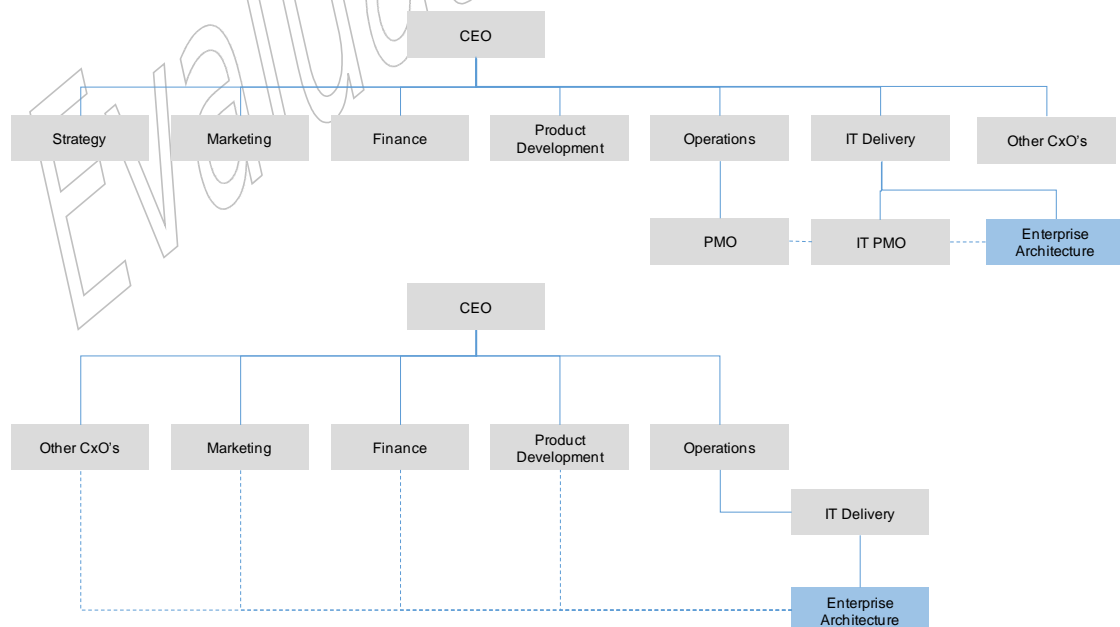 CEO
Strategy
Marketing
Finance
Product
Development
Operations
IT Delivery
Other CxO's
PMO
IT PMO
Enterprise
Architecture
CEO
Other CxO's
Marketing
Finance
Product
Development
Operations
IT Delivery
Enterprise
Architecture